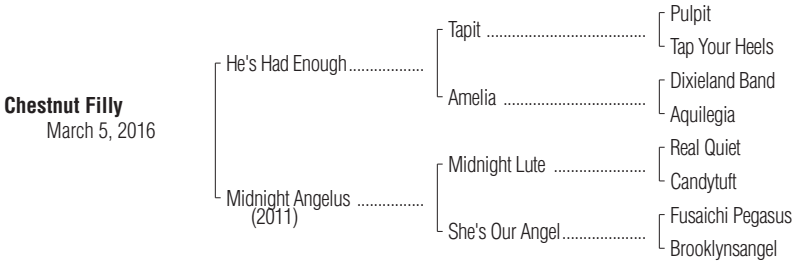 Pulpit
Tapit ......................................
Tap Your Heels
He's Had Enough..................
Dixieland Band
Amelia ..................................
Aquilegia
Chestnut Filly
March 5, 2016
Real Quiet
Midnight Lute ......................
Candytuft
Midnight Angelus ................
(2011)
Fusaichi Pegasus
She's Our Angel....................
Brooklynsangel